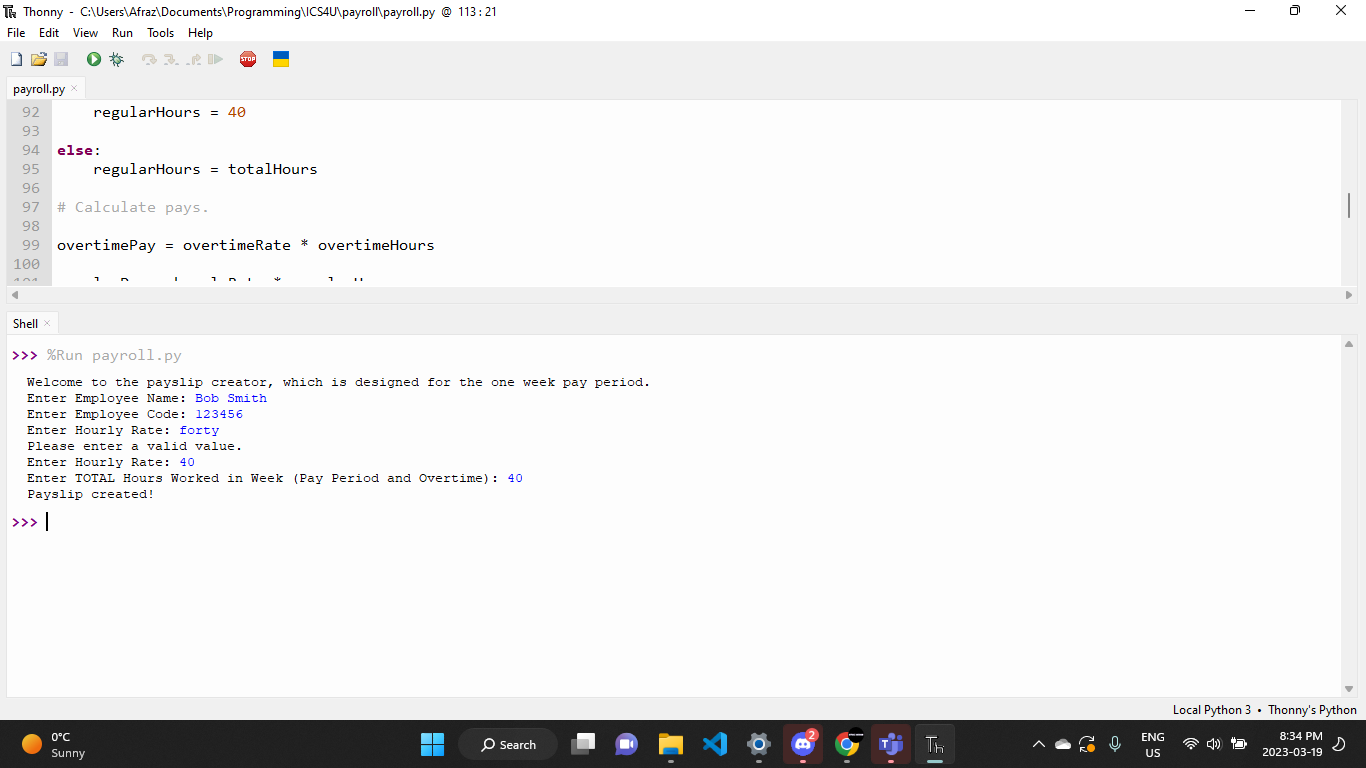 Thonny - C:\Users\Afraz\Documents\Programming\ICS4U\payroll\payroll.py @ 113 : 21
File Edit View Run Tools Help
STOP
payroll.py ×
92 regularHours = 40
93
94 else:
95 regularHours = totalHours
96
97 # Calculate pays.
98
99 overtimePay = overtimeRate * overtimeHours
100
Shell ×
>>> %Run payroll.py
Welcome to the payslip creator, which is designed for the one week pay period.
Enter Employee Name: Bob Smith
Enter Employee Code: 123456
Enter Hourly Rate: forty
Please enter a valid value.
Enter Hourly Rate: 40
Enter TOTAL Hours Worked in Week (Pay Period and Overtime): 40
Payslip created!
>>>
Local Python 3 • Thonny's Python
0°C
Sunny
Search
2
Th
ENG
US
8:34 PM
2023-03-19